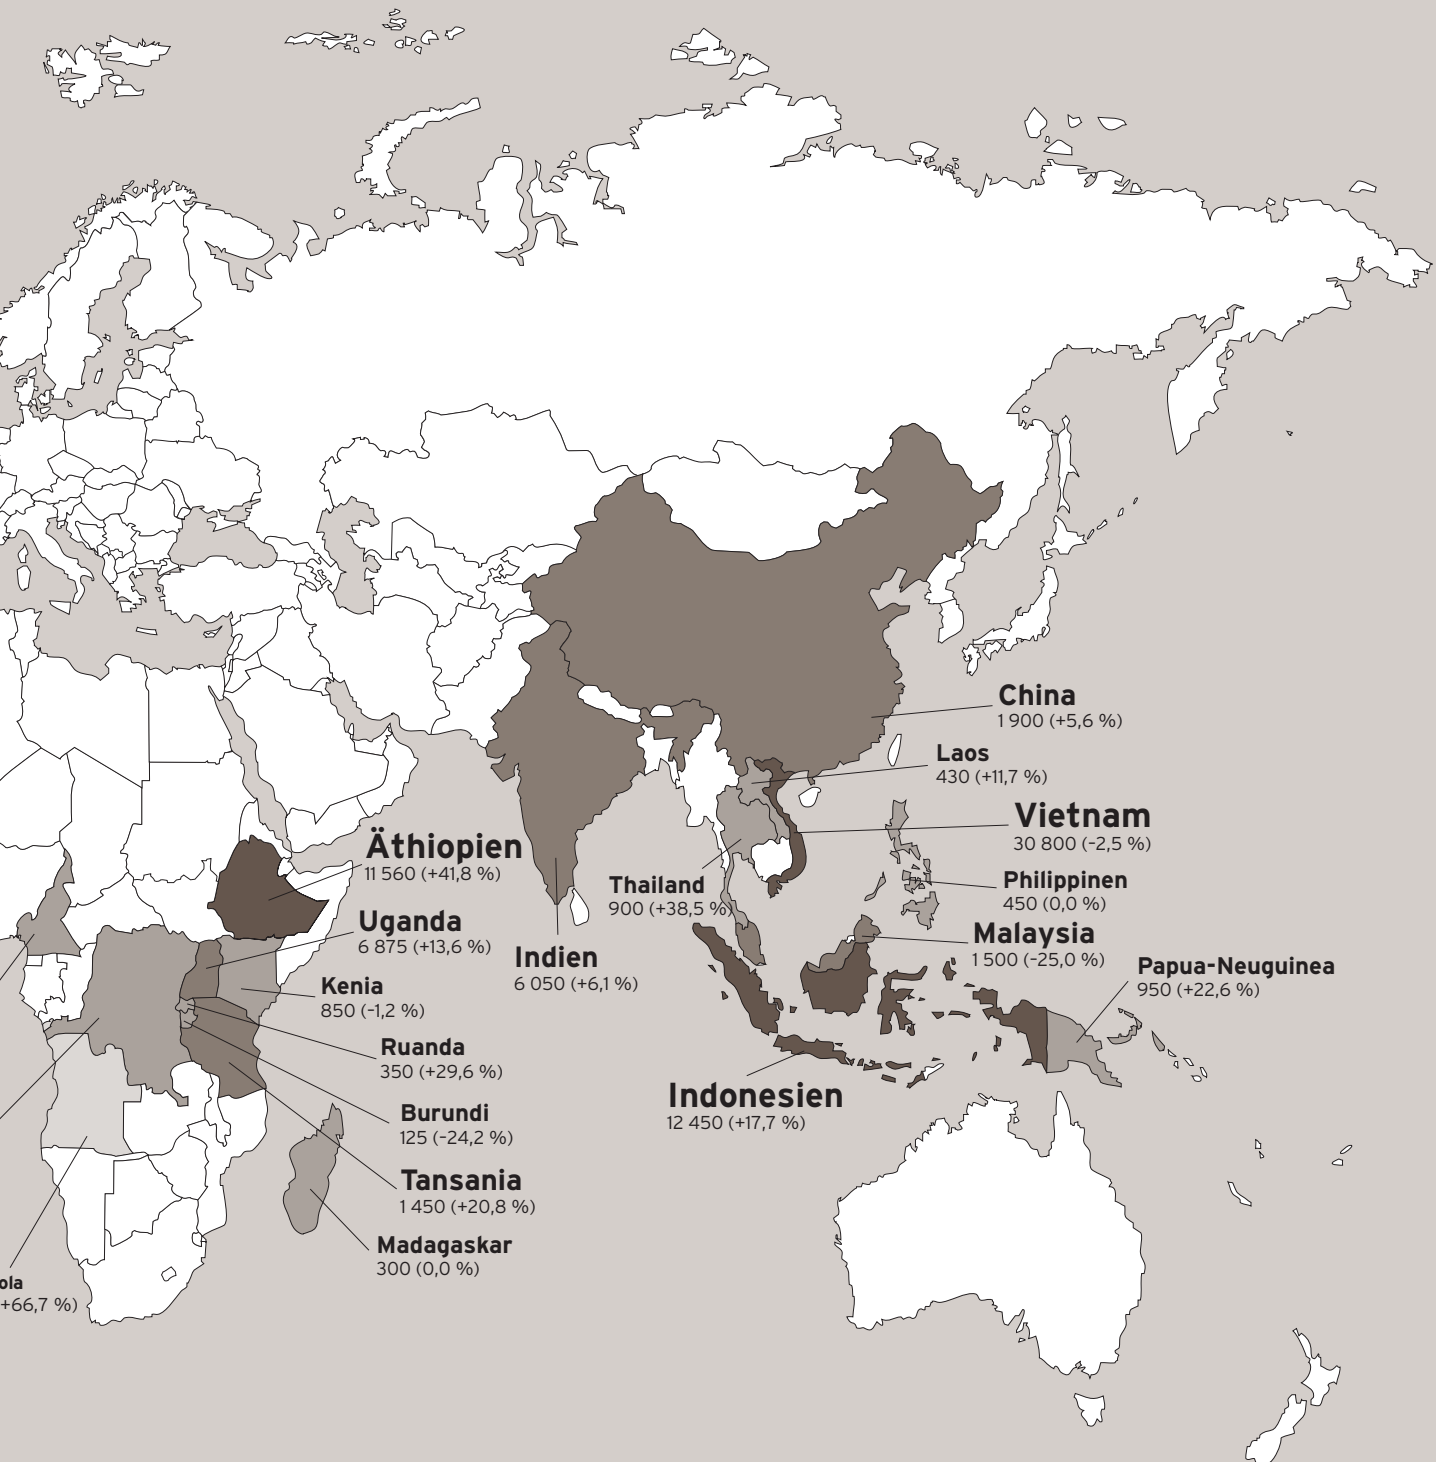 China
1 900 (+5,6 %)
Laos
430 (+11,7 %)
Vietnam
30 800 (-2,5 %)
Äthiopien
11 560 (+41,8 %)
Thailand
900 (+38,5 %)
Philippinen
450 (0,0 %)
Uganda
6 875 (+13,6 %)
Malaysia
1 500 (-25,0 %)
Indien
6 050 (+6,1 %)
Papua-Neuguinea
950 (+22,6 %)
Kenia
850 (-1,2 %)
Ruanda
350 (+29,6 %)
Indonesien
12 450 (+17,7 %)
Burundi
125 (-24,2 %)
Tansania
1 450 (+20,8 %)
Madagaskar
300 (0,0 %)
ola
+66,7 %)